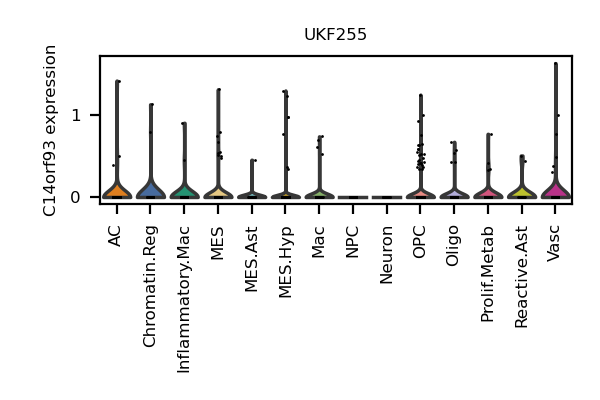 UKF255
C14orf93 expression
1
0
AC
Chromatin.Reg
Inflammatory.Mac
MES
MES.Ast
MES.Hyp
Mac
NPC
Neuron
OPC
Oligo
Prolif.Metab
Reactive.Ast
Vasc